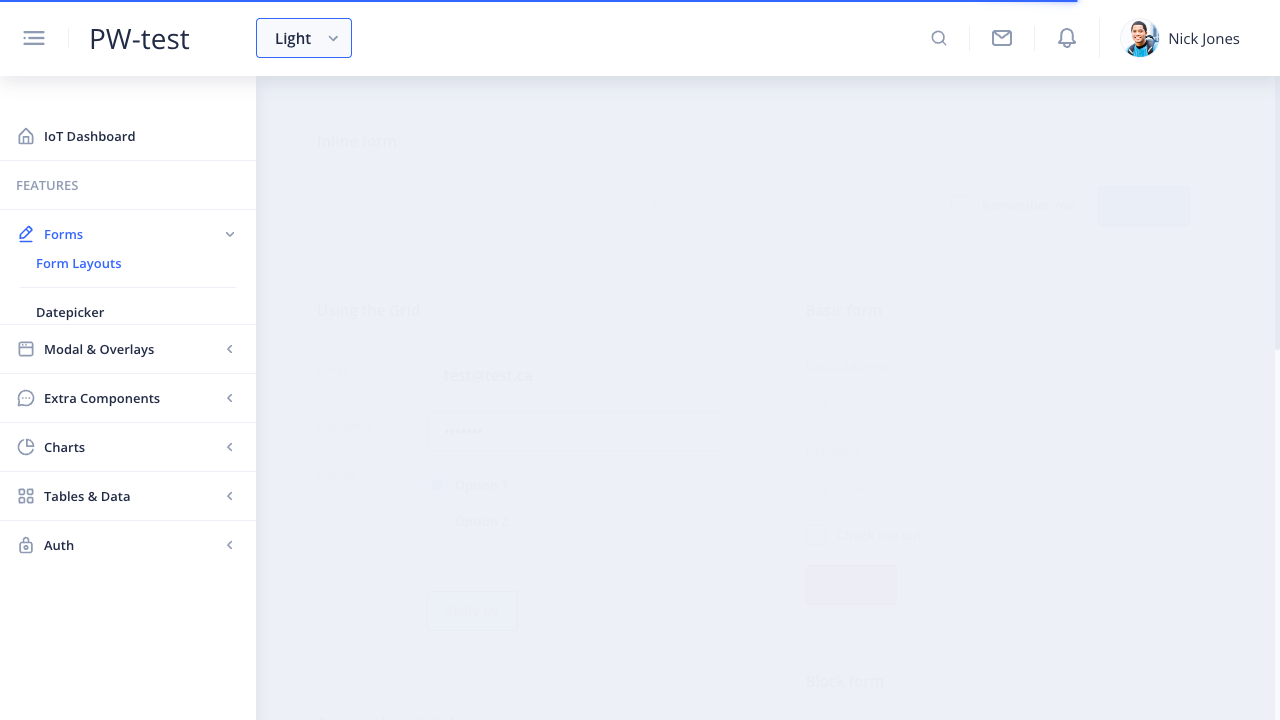 PW-test
Light
Nick Jones
IoT Dashboard
FEATURES
Forms
Form Layouts
Datepicker
Modal & Overlays
Extra Components
Charts
Tables & Data
Auth
Inline form
Using the Grid
Basic form
test@test.ca
Option 1
Option 2
Block form